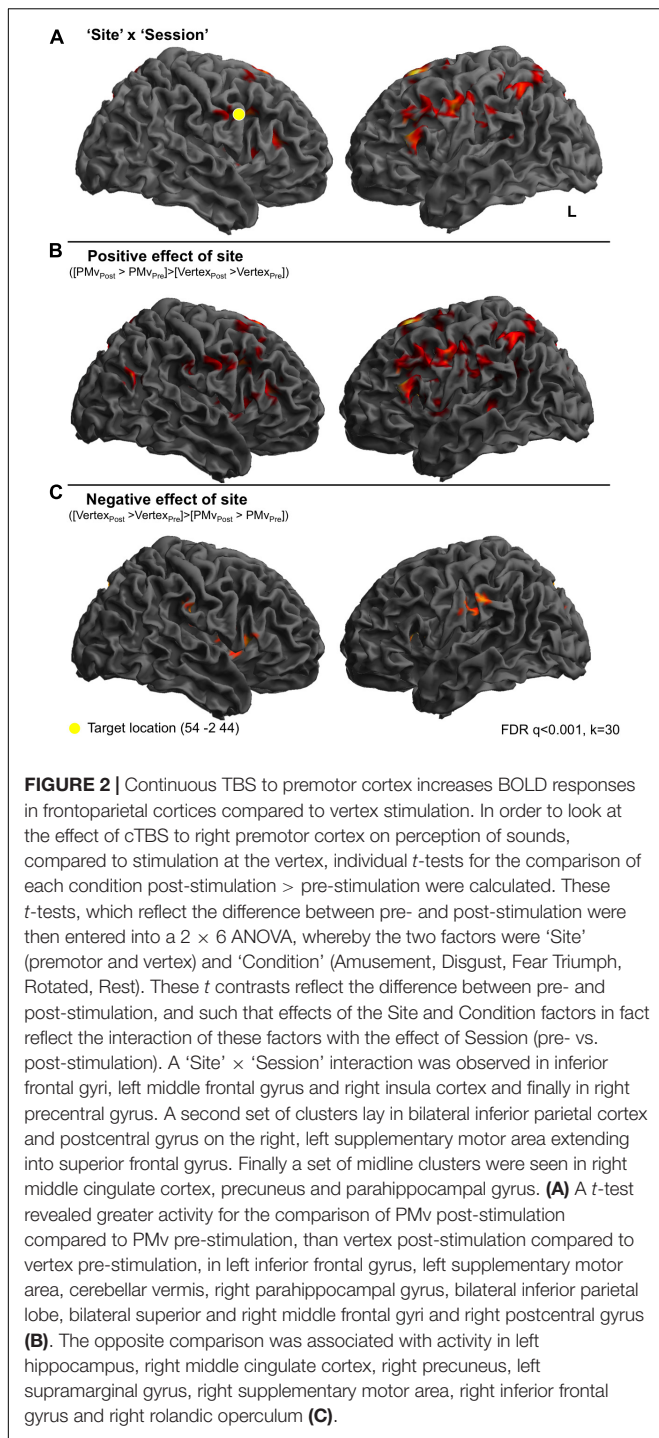 A 'Site' x 'Session'
L
B Positive effect of site
([PMvPost > PMvPre]>[VertexPost >VertexPre])
C Negative effect of site
([VertexPost >VertexPre]>[PMvPost > PMvPre])
Target location (54 -2 44) FDR q<0.001, k=30
FIGURE 2 | Continuous TBS to premotor cortex increases BOLD responses
in frontoparietal cortices compared to vertex stimulation. In order to look at
the effect of cTBS to right premotor cortex on perception of sounds,
compared to stimulation at the vertex, individual t-tests for the comparison of
each condition post-stimulation > pre-stimulation were calculated. These
t-tests, which reflect the difference between pre- and post-stimulation were
then entered into a 2 × 6 ANOVA, whereby the two factors were 'Site'
(premotor and vertex) and 'Condition' (Amusement, Disgust, Fear Triumph,
Rotated, Rest). These t contrasts reflect the difference between pre- and
post-stimulation, and such that effects of the Site and Condition factors in fact
reflect the interaction of these factors with the effect of Session (pre- vs.
post-stimulation). A 'Site' × 'Session' interaction was observed in inferior
frontal gyri, left middle frontal gyrus and right insula cortex and finally in right
precentral gyrus. A second set of clusters lay in bilateral inferior parietal cortex
and postcentral gyrus on the right, left supplementary motor area extending
into superior frontal gyrus. Finally a set of midline clusters were seen in right
middle cingulate cortex, precuneus and parahippocampal gyrus. (A) A t-test
revealed greater activity for the comparison of PMv post-stimulation
compared to PMv pre-stimulation, than vertex post-stimulation compared to
vertex pre-stimulation, in left inferior frontal gyrus, left supplementary motor
area, cerebellar vermis, right parahippocampal gyrus, bilateral inferior parietal
lobe, bilateral superior and right middle frontal gyri and right postcentral gyrus
(B). The opposite comparison was associated with activity in left
hippocampus, right middle cingulate cortex, right precuneus, left
supramarginal gyrus, right supplementary motor area, right inferior frontal
gyrus and right rolandic operculum (C).